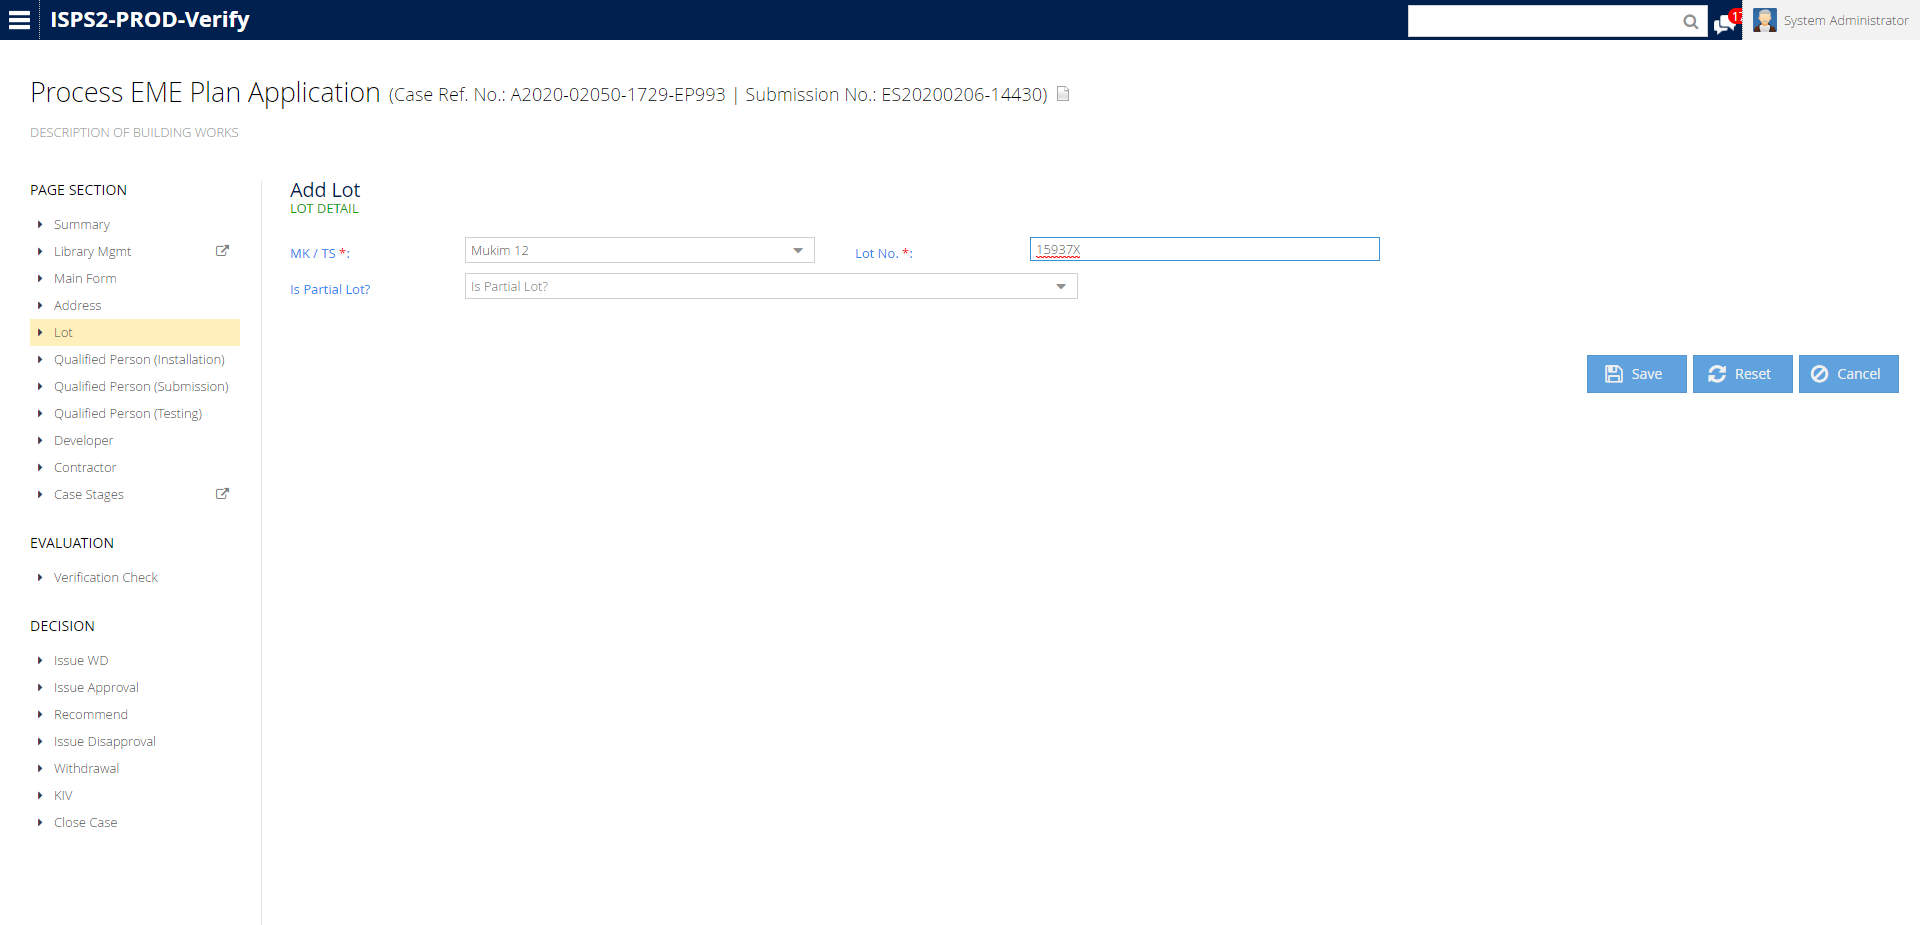 ISPS2-PROD-Verify
17
System Administrator
Process EME Plan Application (Case Ref. No.: A2020-02050-1729-EP993 | Submission No.: ES20200206-14430)
DESCRIPTION OF BUILDING WORKS
PAGE SECTION
Summary
Library Mgmt
Main Form
Address
Lot
Qualified Person (Installation)
Qualified Person (Submission)
Qualified Person (Testing)
Developer
Contractor
Case Stages
EVALUATION
Verification Check
DECISION
Issue WD
Issue Approval
Recommend
Issue Disapproval
Withdrawal
KIV
Close Case
Add Lot
LOT DETAIL
MK / TS *: Mukim 12 Lot No. *: 15937X
Is Partial Lot? Is Partial Lot?
Save Reset Cancel